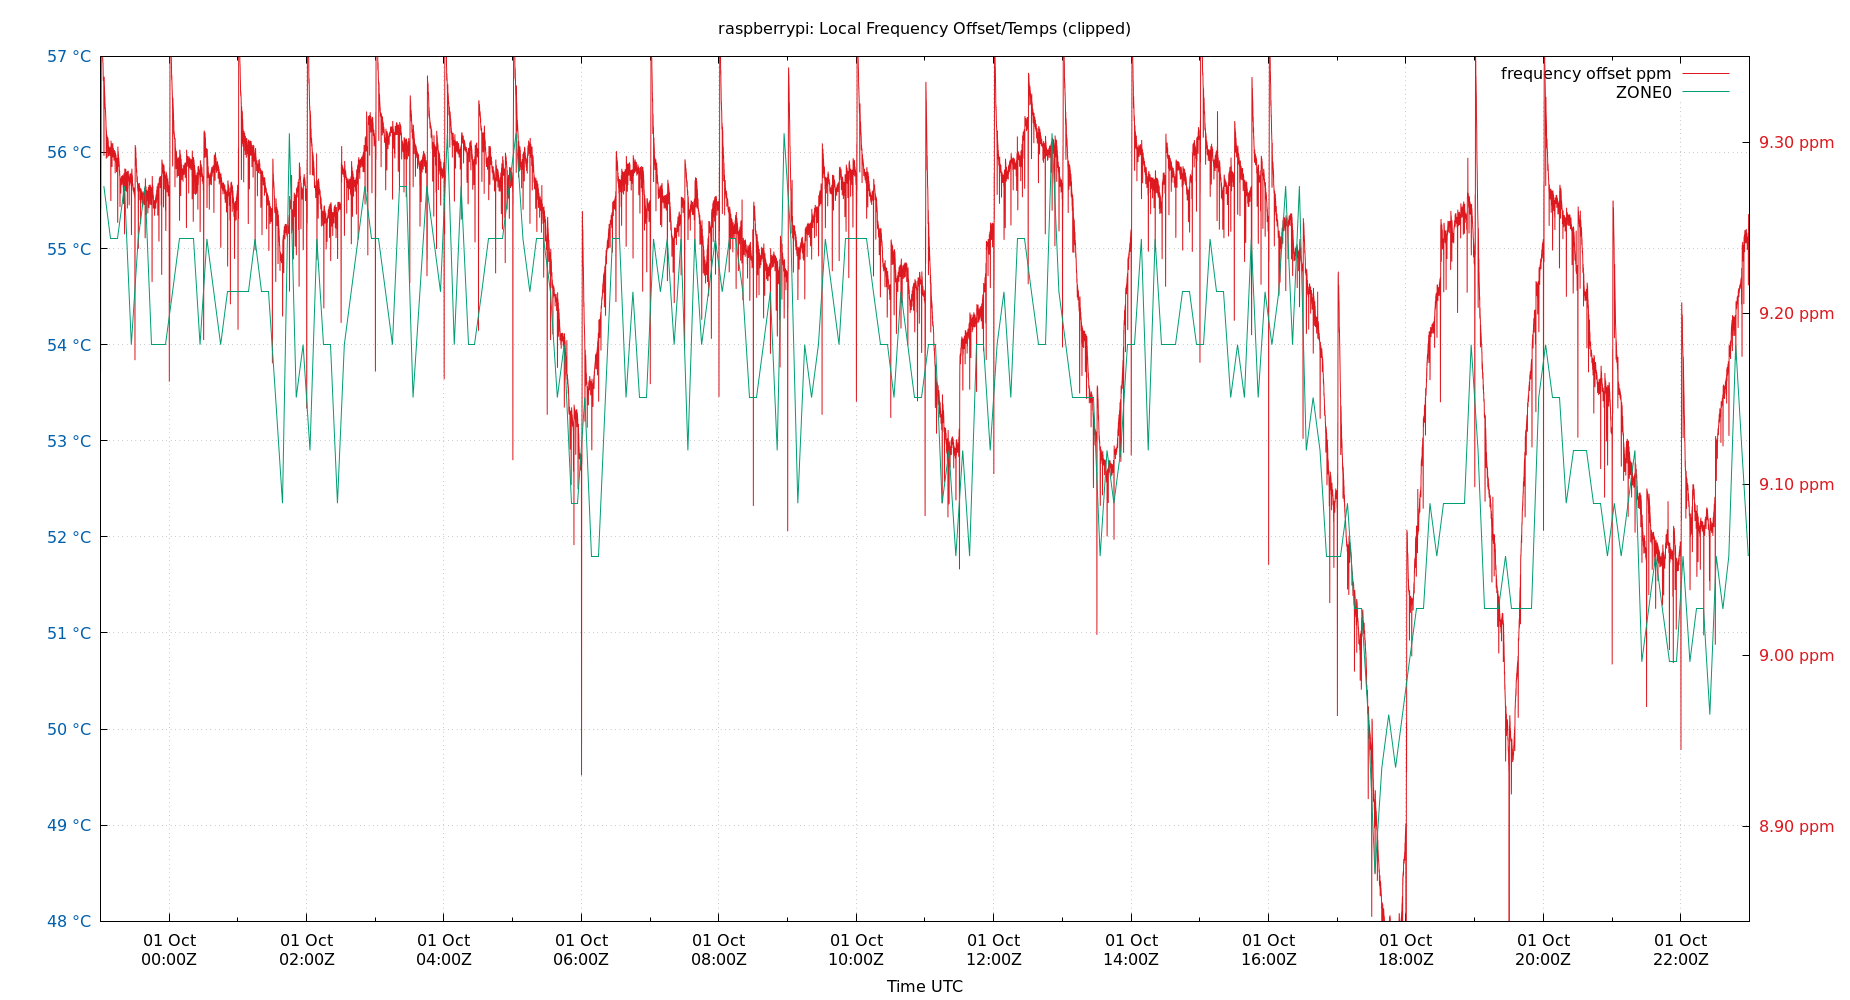 raspberrypi: Local Frequency Offset/Temps (clipped)
frequency offset ppm
ZONE0
57 °C
56 °C
55 °C
54 °C
53 °C
52 °C
51 °C
50 °C
49 °C
48 °C
9.30 ppm
9.20 ppm
9.10 ppm
9.00 ppm
8.90 ppm
01 Oct
00:00Z
01 Oct
02:00Z
01 Oct
04:00Z
01 Oct
06:00Z
01 Oct
08:00Z
01 Oct
10:00Z
01 Oct
12:00Z
01 Oct
14:00Z
01 Oct
16:00Z
01 Oct
18:00Z
01 Oct
20:00Z
01 Oct
22:00Z
Time UTC